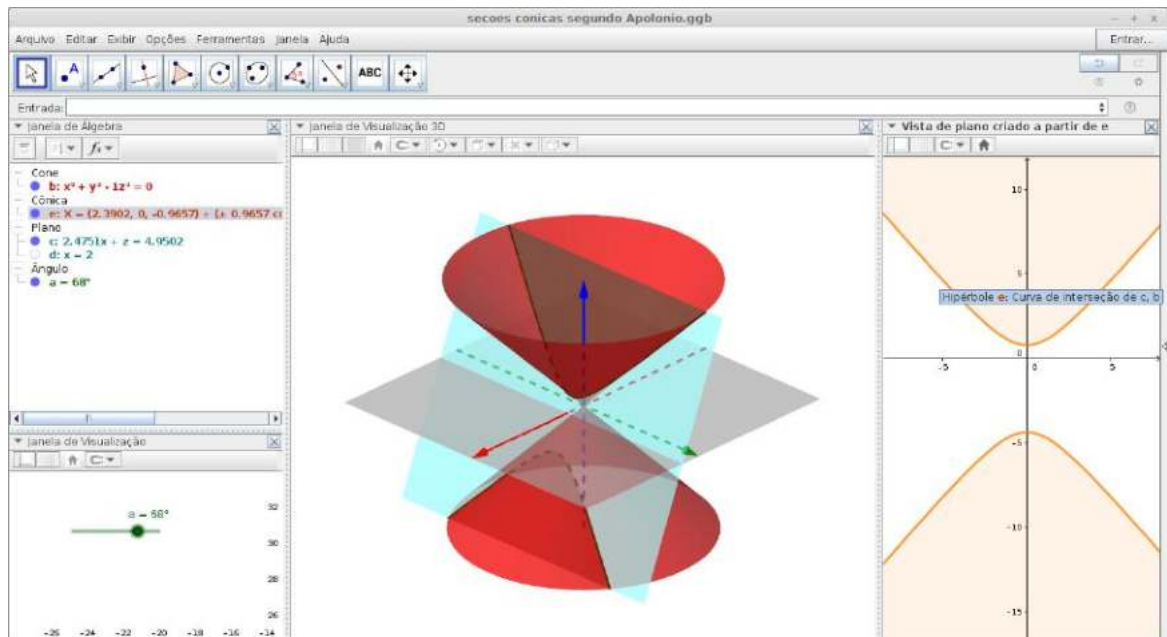 secoes conicas segundo Apolonio.ggb
Arquivo Editar Exibir Opções Ferramentas Janela Ajuda
Entrar...
ABC
Entrada:
Janela de Álgebra
Janela de Visualização 3D
Vista de plano criado a partir de e
Cone
b: x² + y² - 1z² = 0
Cônica
e: X = (2.3902, 0, -0.9657) + (± 0.9657 co
Plano
c: 2.4751x + z = 4.9502
d: x = 2
Ângulo
a = 68°
Janela de Visualização
a = 68°
32
30
28
26
-26 -24 -22 -20 -18 -16 -14
10
5
Hipérbole e: Curva de interseção de c, b
0
-5 0 5
-5
-10
-15